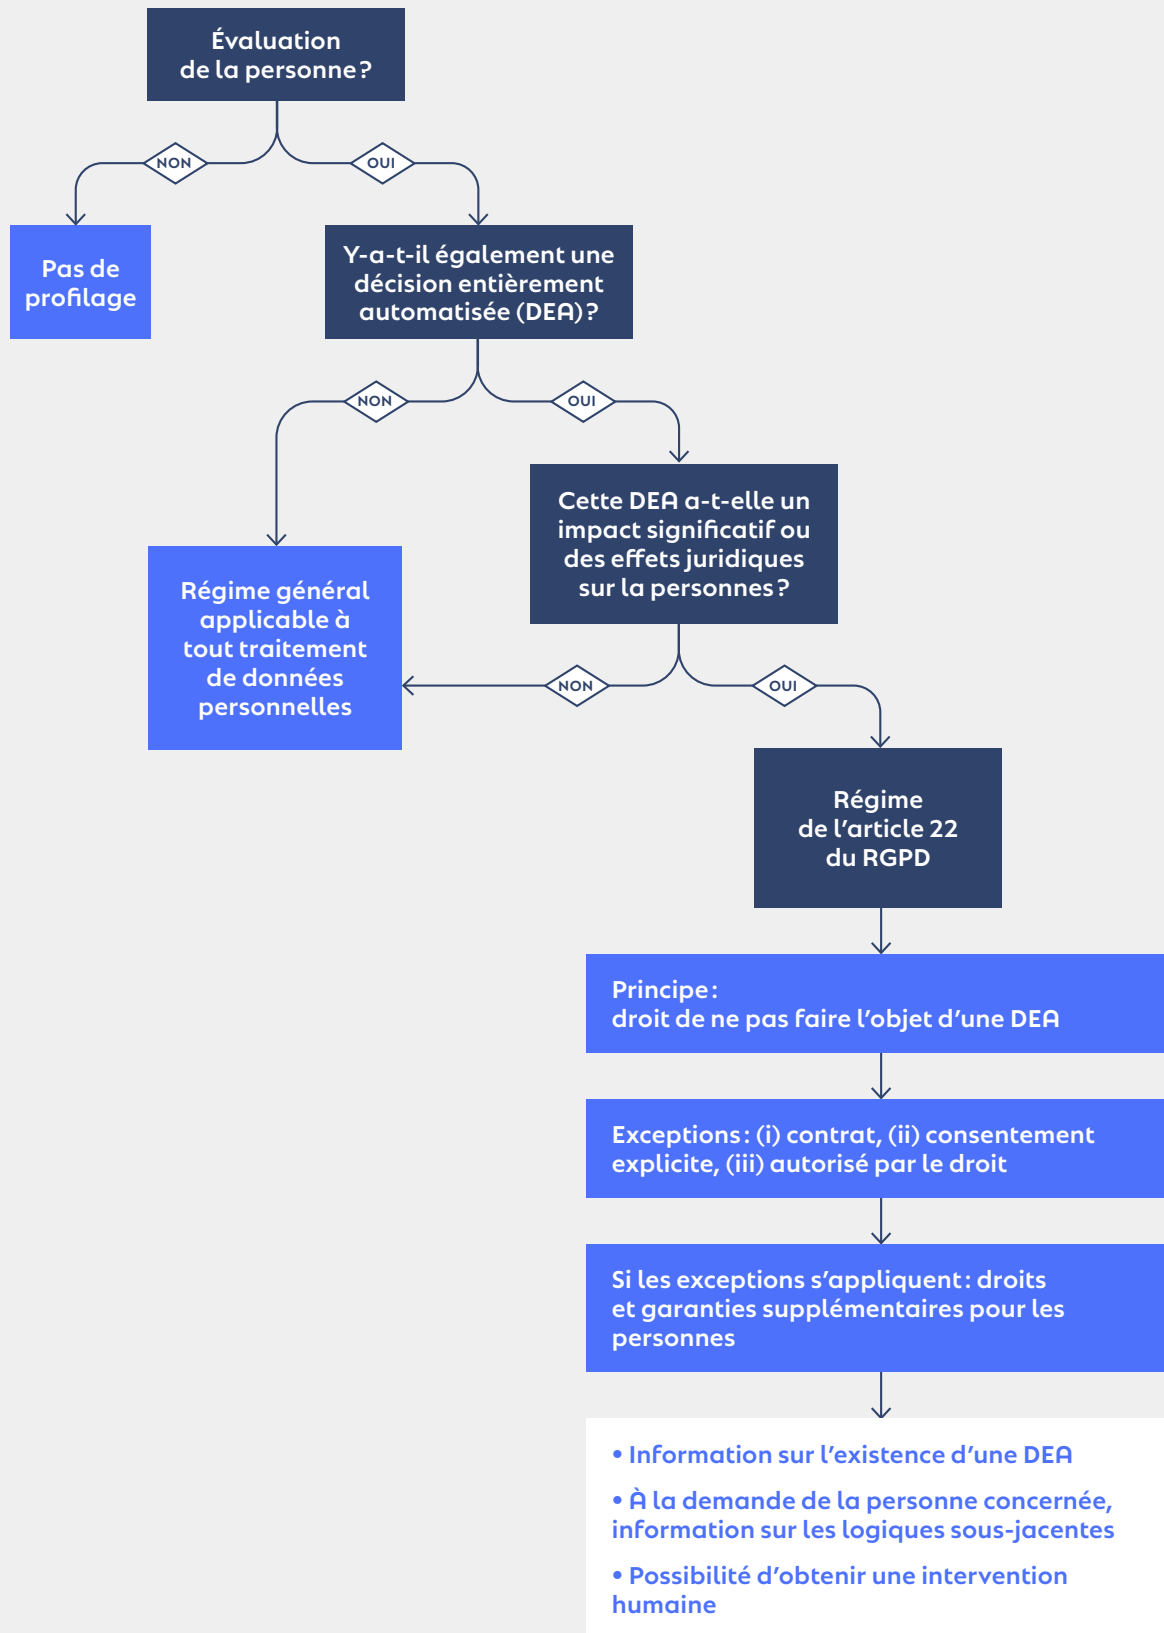 Évaluation
de la personne ?
NON
OUI
Pas de
profilage
Y-a-t-il également une
décision entièrement
automatisée (DEA) ?
NON
OUI
Cette DEA a-t-elle un
impact significatif ou
des effets juridiques
sur la personnes ?
Régime général
applicable à
tout traitement
de données
personnelles
NON
OUI
Régime
de l’article 22
du RGPD
Principe :
droit de ne pas faire l’objet d’une DEA
Exceptions : (i) contrat, (ii) consentement
explicite, (iii) autorisé par le droit
Si les exceptions s’appliquent : droits
et garanties supplémentaires pour les
personnes
• Information sur l’existence d’une DEA
• À la demande de la personne concernée,
information sur les logiques sous-jacentes
• Possibilité d’obtenir une intervention
humaine